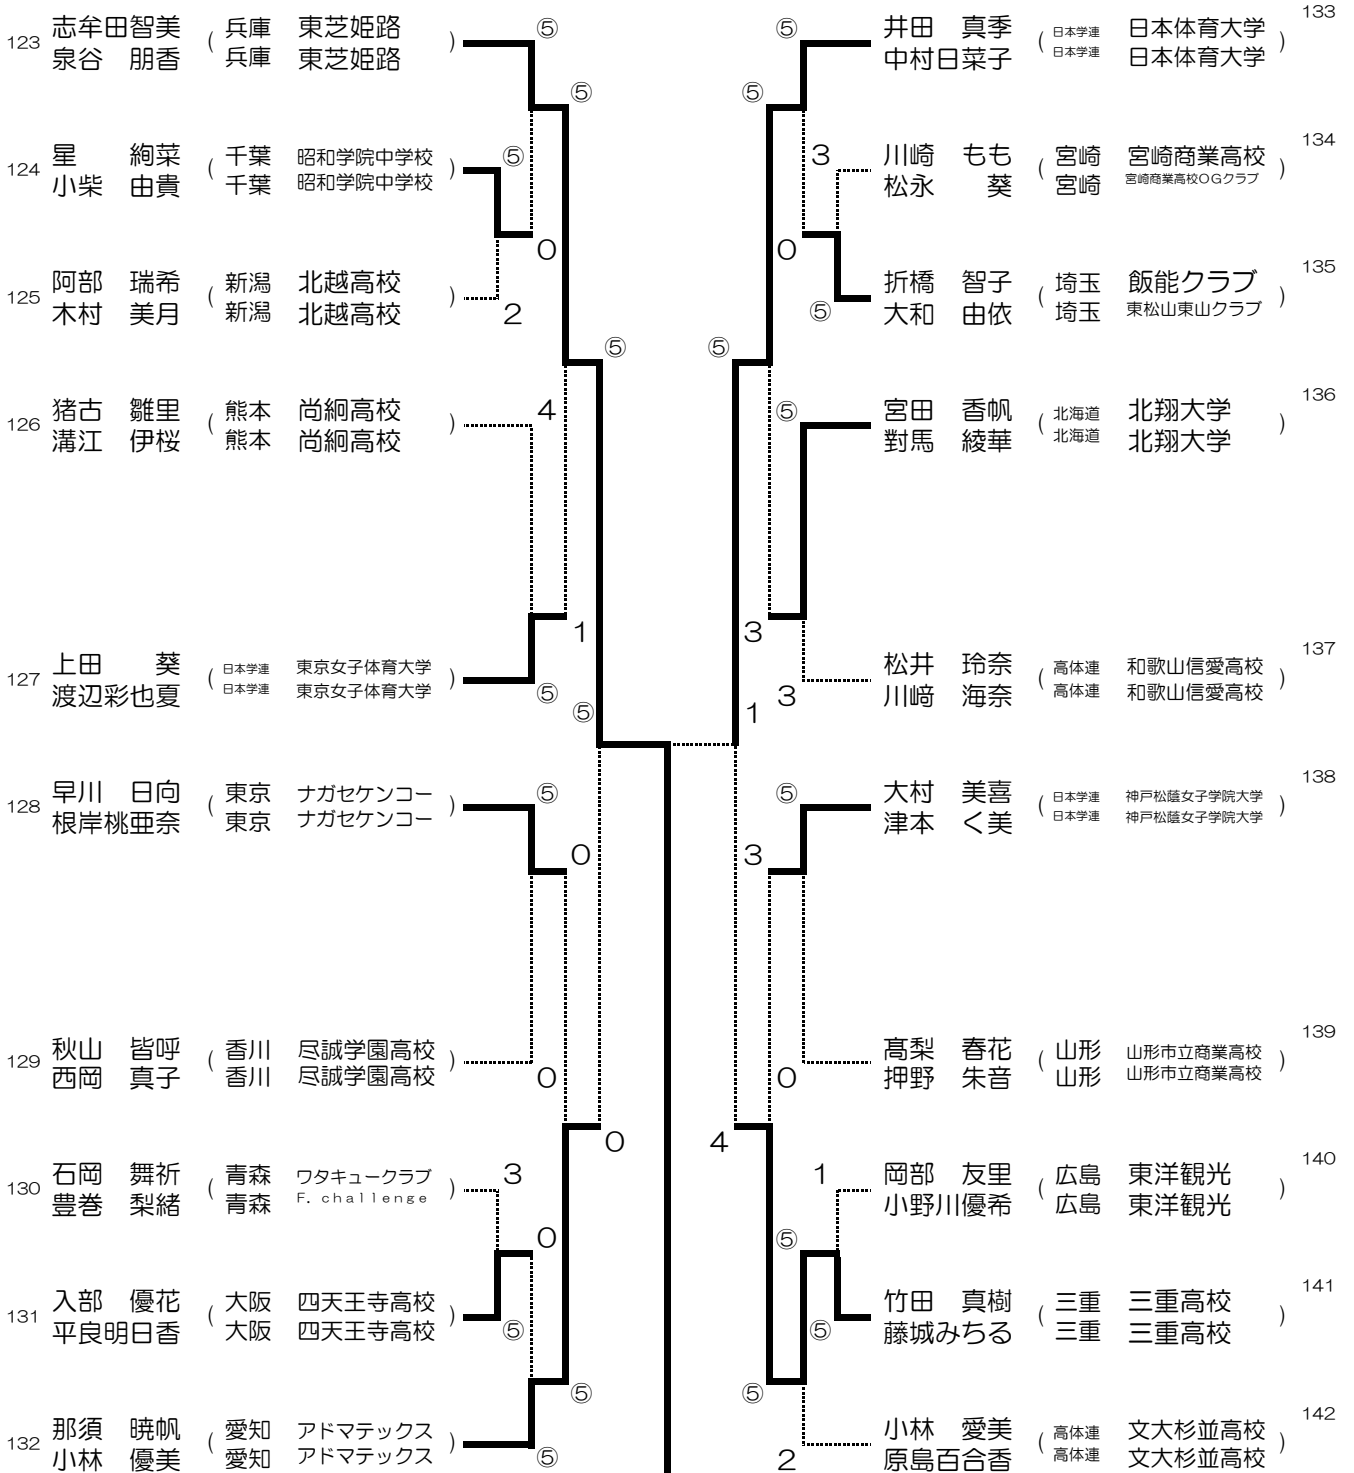 123 志牟田智美 ( 兵庫 東芝姫路 )
泉谷 朋香 兵庫 東芝姫路
⑤
⑤
124 星 絢菜 ( 千葉 昭和学院中学校 )
小柴 由貴 千葉 昭和学院中学校
⑤
0
125 阿部 瑞希 ( 新潟 北越高校 )
木村 美月 新潟 北越高校
2
⑤
126 猪古 雛里 ( 熊本 尚絅高校 )
溝江 伊桜 熊本 尚絅高校
4
1
127 上田 葵 ( 日本学連 東京女子体育大学 )
渡辺彩也夏 日本学連 東京女子体育大学
⑤
⑤
128 早川 日向 ( 東京 ナガセケンコー )
根岸桃亜奈 東京 ナガセケンコー
⑤
0
129 秋山 皆呼 ( 香川 尽誠学園高校 )
西岡 真子 香川 尽誠学園高校
0
0
130 石岡 舞祈 ( 青森 ワタキュークラブ )
豊巻 梨緒 青森 F. challenge
3
0
131 入部 優花 ( 大阪 四天王寺高校 )
平良明日香 大阪 四天王寺高校
⑤
⑤
132 那須 暁帆 ( 愛知 アドマテックス )
小林 優美 愛知 アドマテックス
⑤
133
⑤ 井田 真季 ( 日本学連 日本体育大学 )
中村日菜子 日本学連 日本体育大学
⑤
134
3 川崎 もも ( 宮崎 宮崎商業高校 )
松永 葵 宮崎 宮崎商業高校OGクラブ
0
135
折橋 智子 ( 埼玉 飯能クラブ )
⑤ 大和 由依 埼玉 東松山東山クラブ
⑤
136
⑤ 宮田 香帆 ( 北海道 北翔大学 )
對馬 綾華 北海道 北翔大学
3
137
松井 玲奈 ( 高体連 和歌山信愛高校 )
3 川﨑 海奈 高体連 和歌山信愛高校
1
138
⑤ 大村 美喜 ( 日本学連 神戸松蔭女子学院大学 )
津本 く美 日本学連 神戸松蔭女子学院大学
3
139
髙梨 春花 ( 山形 山形市立商業高校 )
0 押野 朱音 山形 山形市立商業高校
4
140
1 岡部 友里 ( 広島 東洋観光 )
小野川優希 広島 東洋観光
⑤
141
竹田 真樹 ( 三重 三重高校 )
⑤ 藤城みちる 三重 三重高校
⑤
142
小林 愛美 ( 高体連 文大杉並高校 )
2 原島百合香 高体連 文大杉並高校